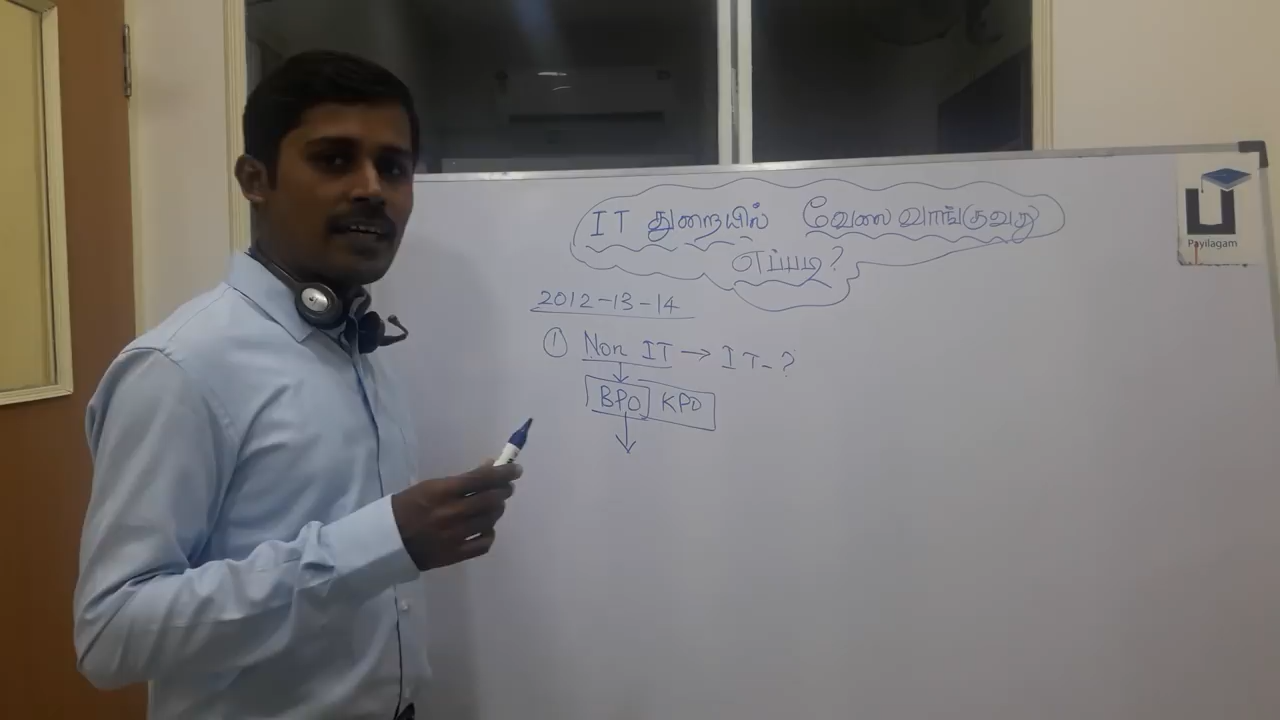 IT துறையில் வேலை வாங்குவது
எப்படி?
Payilagam
2012-13-14
① Non IT → IT - ?
BPO KPO